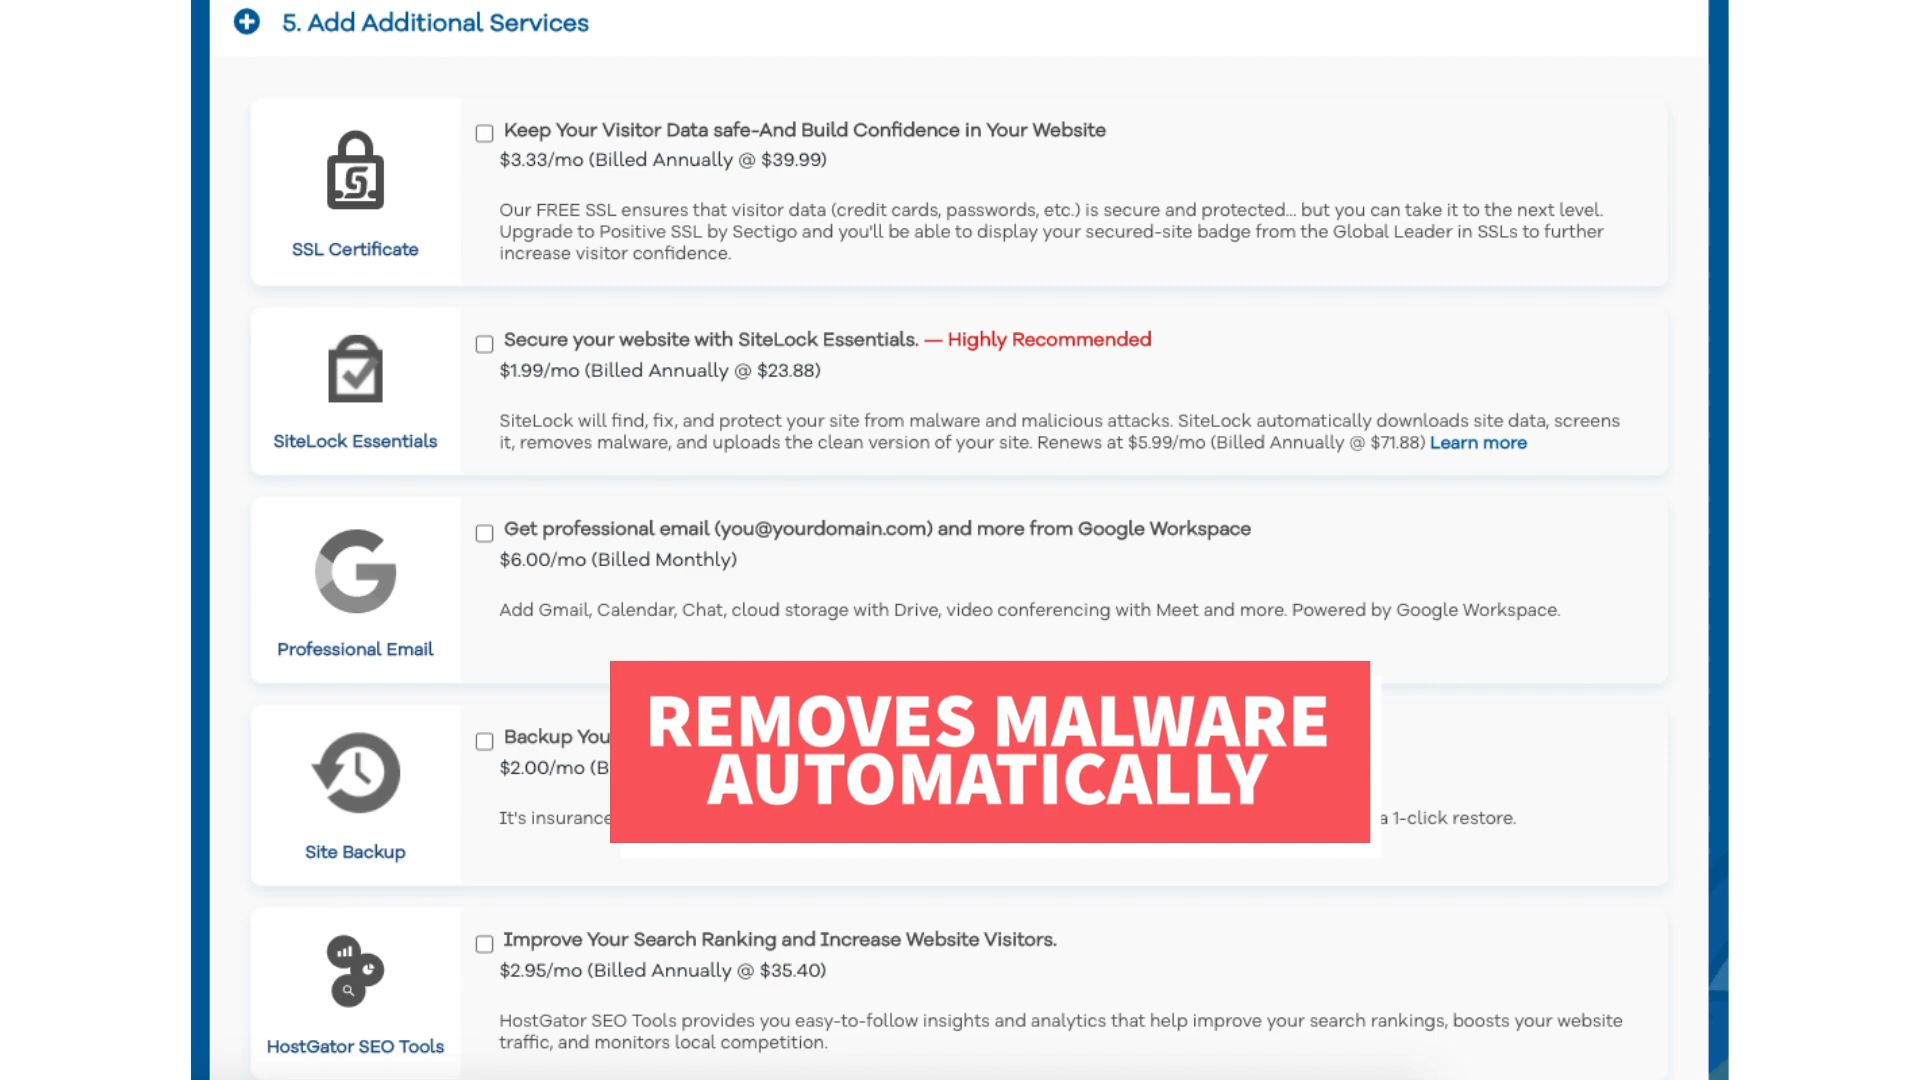 5. Add Additional Services
Keep Your Visitor Data safe-And Build Confidence in Your Website
$3.33/mo (Billed Annually @ $39.99)
Our FREE SSL ensures that visitor data (credit cards, passwords, etc.) is secure and protected... but you can take it to the next level.
Upgrade to Positive SSL by Sectigo and you'll be able to display your secured-site badge from the Global Leader in SSLs to further
increase visitor confidence.
SSL Certificate
Secure your website with SiteLock Essentials. — Highly Recommended
$1.99/mo (Billed Annually @ $23.88)
SiteLock will find, fix, and protect your site from malware and malicious attacks. SiteLock automatically downloads site data, screens
it, removes malware, and uploads the clean version of your site. Renews at $5.99/mo (Billed Annually @ $71.88) Learn more
SiteLock Essentials
Get professional email (you@yourdomain.com) and more from Google Workspace
$6.00/mo (Billed Monthly)
Add Gmail, Calendar, Chat, cloud storage with Drive, video conferencing with Meet and more. Powered by Google Workspace.
Professional Email
Backup You
$2.00/mo (B
It's insurance
a 1-click restore.
Site Backup
REMOVES MALWARE
AUTOMATICALLY
Improve Your Search Ranking and Increase Website Visitors.
$2.95/mo (Billed Annually @ $35.40)
HostGator SEO Tools provides you easy-to-follow insights and analytics that help improve your search rankings, boosts your website
traffic, and monitors local competition.
HostGator SEO Tools